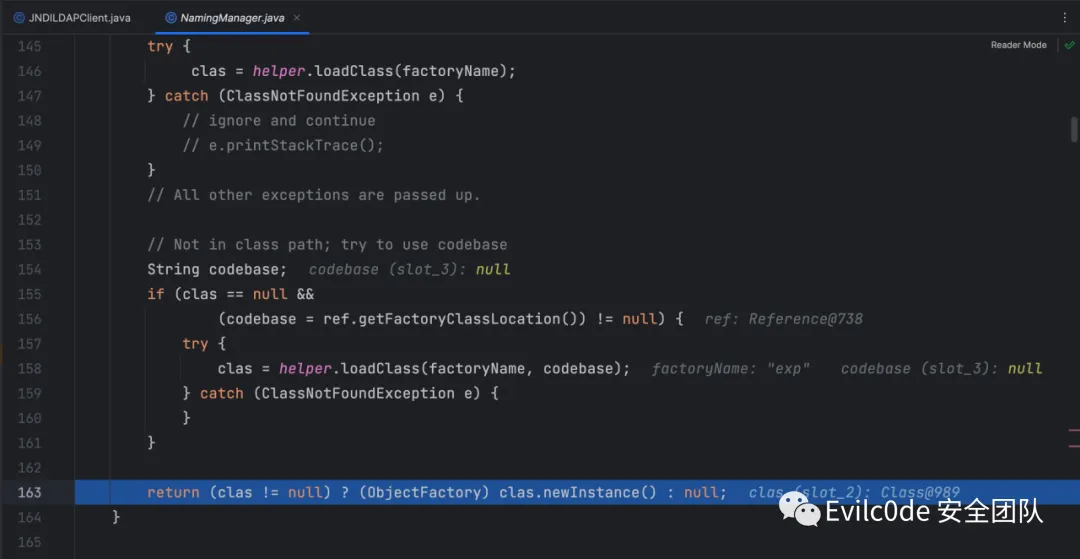 JNDILDAPClient.java NamingManager.java
Reader Mode
145 try {
146 clas = helper.loadClass(factoryName);
147 } catch (ClassNotFoundException e) {
148 // ignore and continue
149 // e.printStackTrace();
150 }
151 // All other exceptions are passed up.
152
153 // Not in class path; try to use codebase
154 String codebase; codebase (slot_3): null
155 if (clas == null &&
156 (codebase = ref.getFactoryClassLocation()) != null) { ref: Reference@738
157 try {
158 clas = helper.loadClass(factoryName, codebase); factoryName: "exp" codebase (slot_3): null
159 } catch (ClassNotFoundException e) {
160 }
161 }
162
163 return (clas != null) ? (ObjectFactory) clas.newInstance() : null; clas (slot_2): Class@989
164 }
165
Evilc0de 安全团队